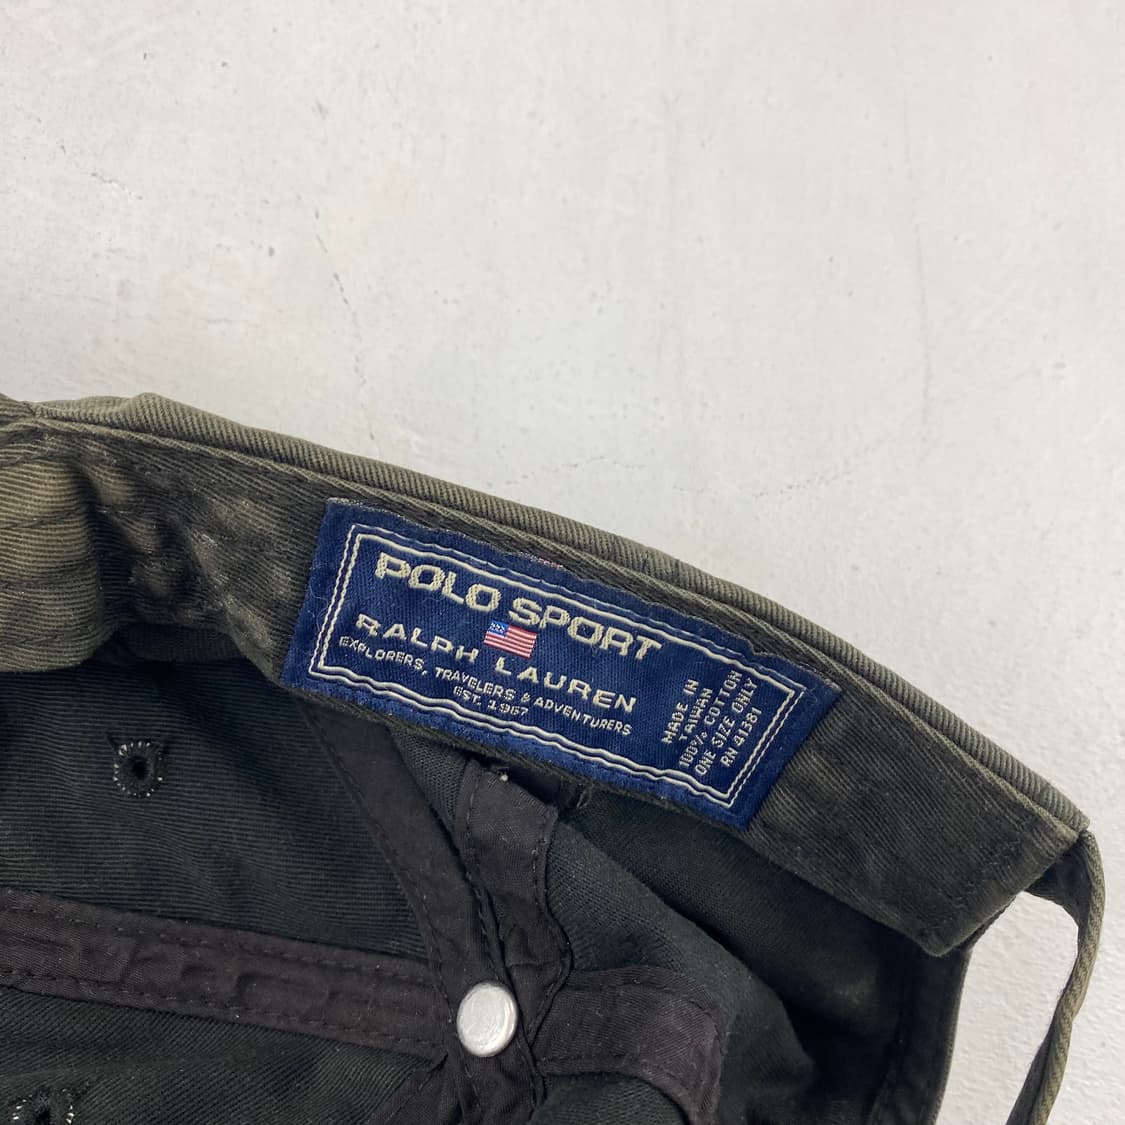 POLO SPORT
RALPH LAUREN
EXPLORERS, TRAVELERS & ADVENTURERS
EST. 1967
MADE IN
TAIWAN
100% COTTON
ONE SIZE ONLY
RN 41381